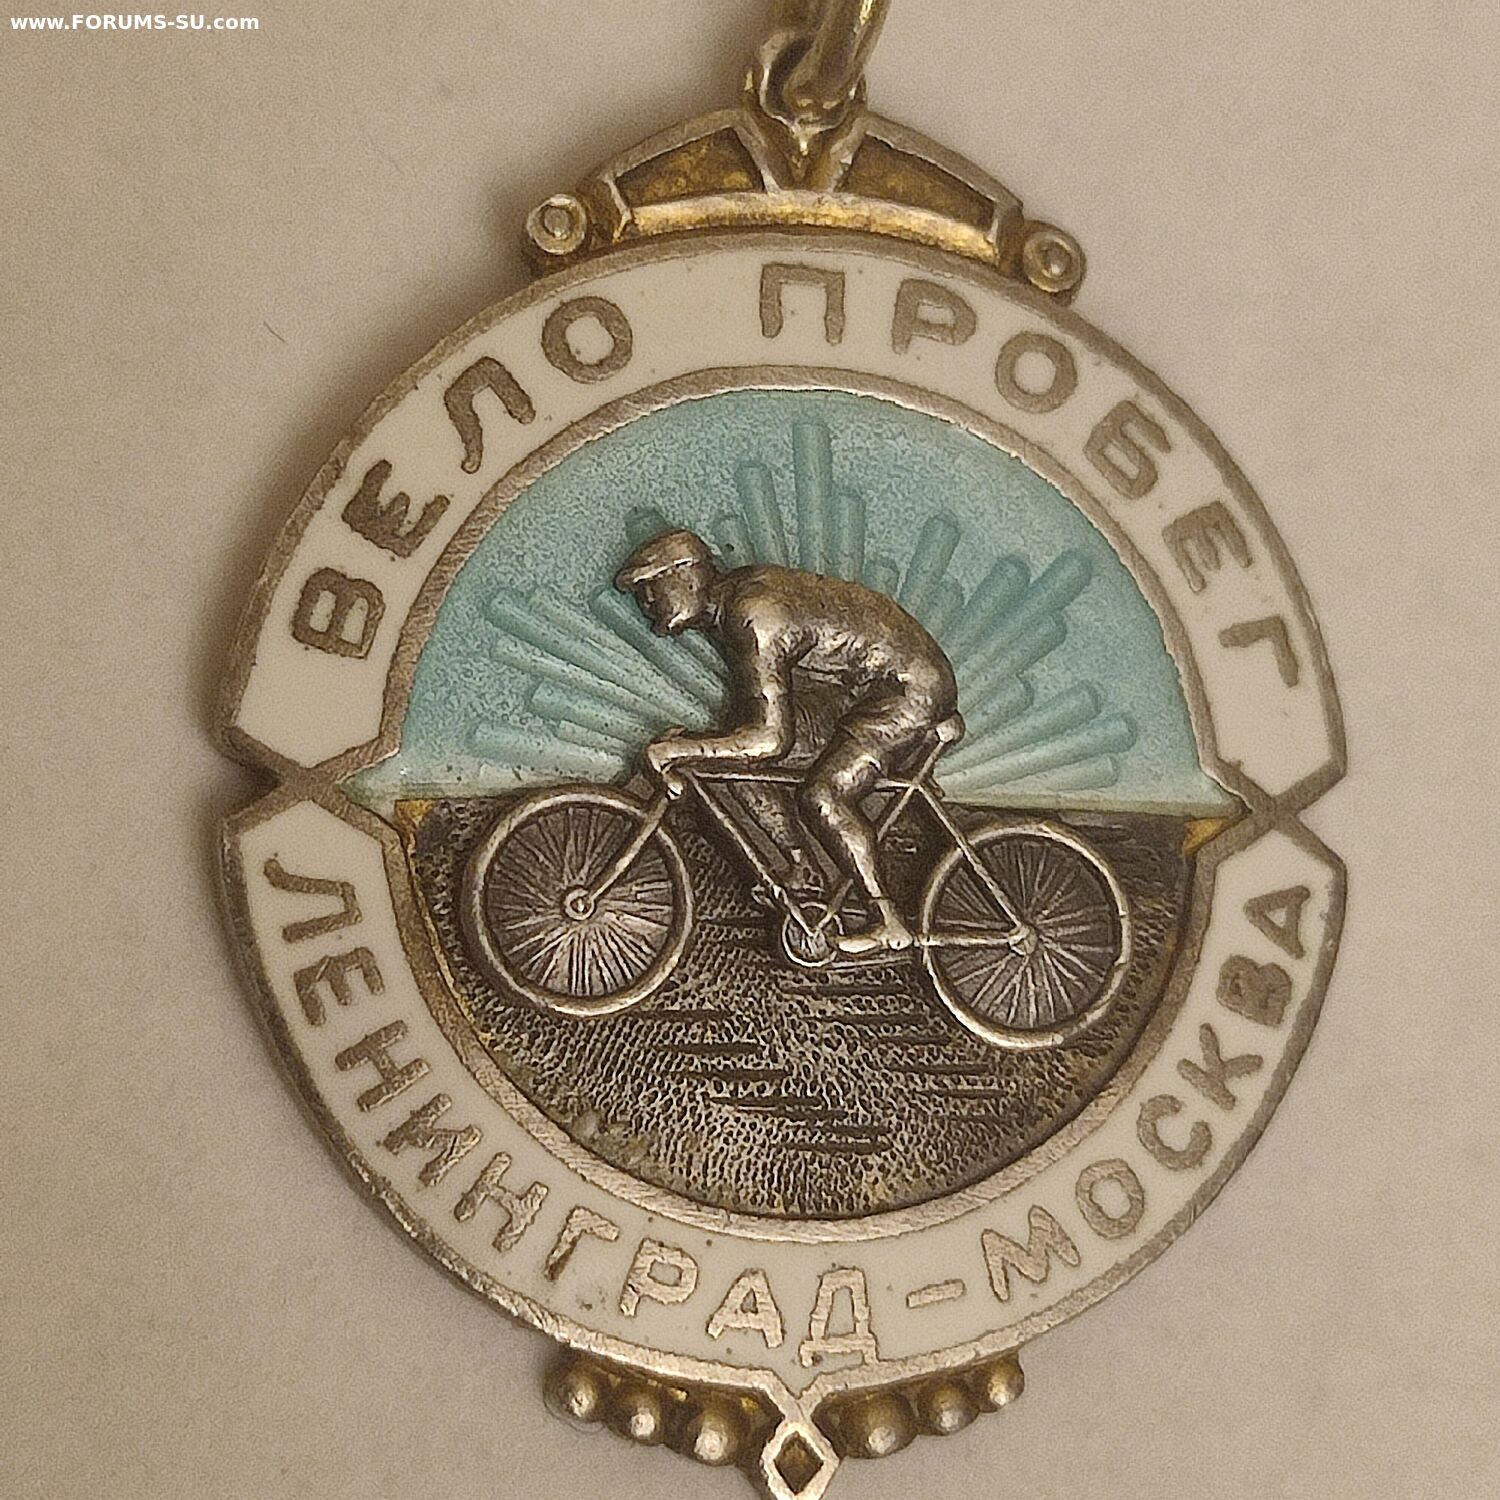 www.FORUMS-SU.com
ВЕЛО ПРОБЕГ
ЛЕНИНГРАД-МОСКВА